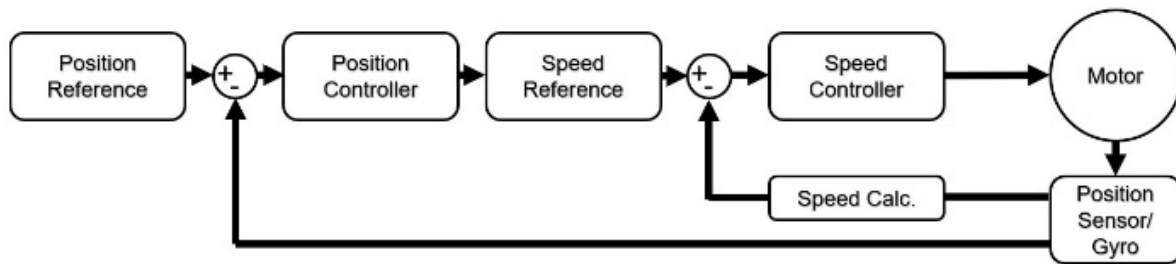 Position
Reference
+
-
Position
Controller
Speed
Reference
+
-
Speed
Controller
Motor
Speed Calc.
Position
Sensor/
Gyro